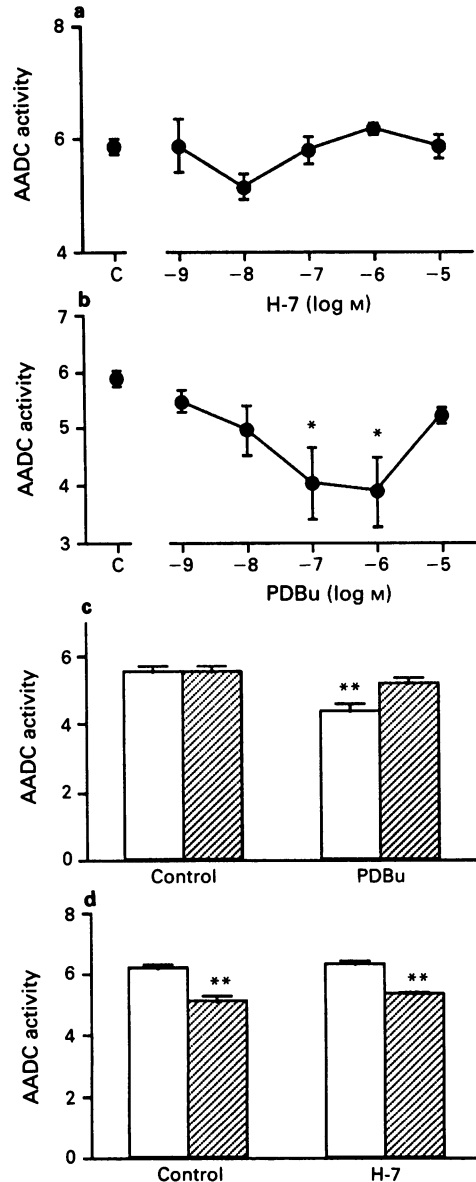 a
8
6
4
AADC activity
C
−9 −8 −7 −6 −5
H-7 (log M)
b
7
6
5
4
3
AADC activity
* *
C
−9 −8 −7 −6 −5
PDBu (log M)
c
6
4
2
0
AADC activity
**
Control PDBu
d
8
6
4
2
0
AADC activity
** **
Control H-7